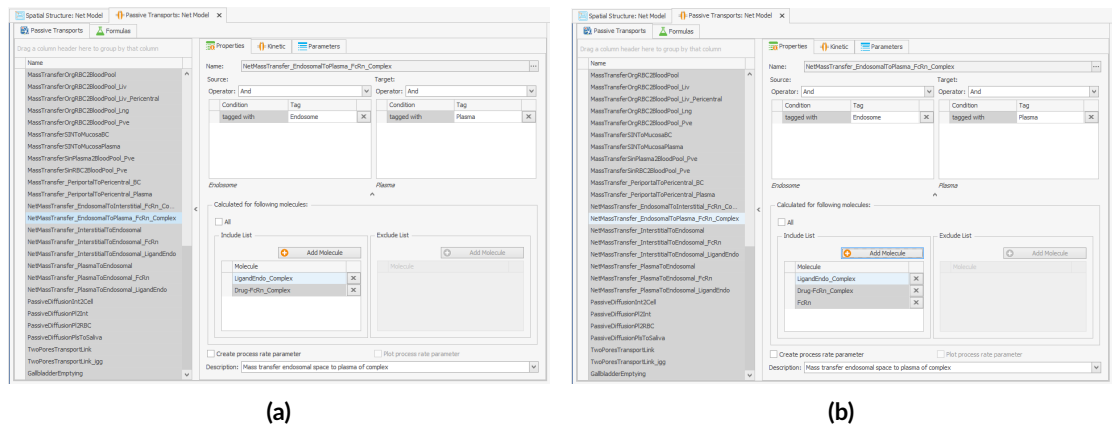 Spatial Structure: Net Model
Passive Transports: Net Model
Passive Transports
Formulas
Drag a column header here to group by that column
Name
MassTransferOrgRBC2BloodPool
MassTransferOrgRBC2BloodPool_Liv
MassTransferOrgRBC2BloodPool_Liv_Pericentral
MassTransferOrgRBC2BloodPool_Lng
MassTransferOrgRBC2BloodPool_Pve
MassTransferSINToMucosaBC
MassTransferSINToMucosaPlasma
MassTransferSinPlasma2BloodPool_Pve
MassTransferSinRBC2BloodPool_Pve
MassTransfer_PeriportalToPericentral_BC
MassTransfer_PeriportalToPericentral_Plasma
NetMassTransfer_EndosomalToInterstitial_FcRn_Co...
NetMassTransfer_EndosomalToPlasma_FcRn_Complex
NetMassTransfer_InterstitialToEndosomal
NetMassTransfer_InterstitialToEndosomal_FcRn
NetMassTransfer_InterstitialToEndosomal_LigandEndo
NetMassTransfer_PlasmaToEndosomal
NetMassTransfer_PlasmaToEndosomal_FcRn
NetMassTransfer_PlasmaToEndosomal_LigandEndo
PassiveDiffusionInt2Cell
PassiveDiffusionPl2Int
PassiveDiffusionPl2RBC
PassiveDiffusionPlsToSaliva
TwoPoresTransportLink
TwoPoresTransportLink_igg
GallbladderEmptying
Properties
Kinetic
Parameters
Name: NetMassTransfer_EndosomalToPlasma_FcRn_Complex ...
Source: Target:
Operator: And Operator: And
Condition Tag Condition Tag
tagged with Endosome tagged with Plasma
Endosome Plasma
Calculated for following molecules:
All
Include List Exclude List
Add Molecule Add Molecule
Molecule Molecule
LigandEndo_Complex
Drug-FcRn_Complex
Create process rate parameter Plot process rate parameter
Description: Mass transfer endosomal space to plasma of complex
(a)
Spatial Structure: Net Model
Passive Transports: Net Model
Passive Transports
Formulas
Drag a column header here to group by that column
Name
MassTransferOrgRBC2BloodPool
MassTransferOrgRBC2BloodPool_Liv
MassTransferOrgRBC2BloodPool_Liv_Pericentral
MassTransferOrgRBC2BloodPool_Lng
MassTransferOrgRBC2BloodPool_Pve
MassTransferSINToMucosaBC
MassTransferSINToMucosaPlasma
MassTransferSinPlasma2BloodPool_Pve
MassTransferSinRBC2BloodPool_Pve
MassTransfer_PeriportalToPericentral_BC
MassTransfer_PeriportalToPericentral_Plasma
NetMassTransfer_EndosomalToInterstitial_FcRn_Co...
NetMassTransfer_EndosomalToPlasma_FcRn_Complex
NetMassTransfer_InterstitialToEndosomal
NetMassTransfer_InterstitialToEndosomal_FcRn
NetMassTransfer_InterstitialToEndosomal_LigandEndo
NetMassTransfer_PlasmaToEndosomal
NetMassTransfer_PlasmaToEndosomal_FcRn
NetMassTransfer_PlasmaToEndosomal_LigandEndo
PassiveDiffusionInt2Cell
PassiveDiffusionPl2Int
PassiveDiffusionPl2RBC
PassiveDiffusionPlsToSaliva
TwoPoresTransportLink
TwoPoresTransportLink_igg
GallbladderEmptying
Properties
Kinetic
Parameters
Name: NetMassTransfer_EndosomalToPlasma_FcRn_Complex ...
Source: Target:
Operator: And Operator: And
Condition Tag Condition Tag
tagged with Endosome tagged with Plasma
Endosome Plasma
Calculated for following molecules:
All
Include List Exclude List
Add Molecule Add Molecule
Molecule Molecule
LigandEndo_Complex
Drug-FcRn_Complex
FcRn
Create process rate parameter Plot process rate parameter
Description: Mass transfer endosomal space to plasma of complex
(b)